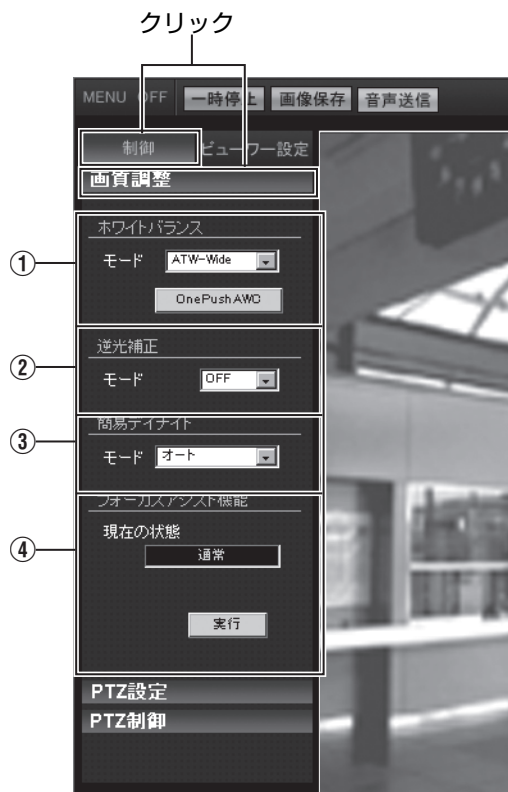 クリック
MENU OFF 一時停止 画像保存 音声送信
制御 ビューワー設定
画質調整
① ホワイトバランス
モード ATW-Wide
OnePushAWC
② 逆光補正
モード OFF
③ 簡易デイナイト
モード オート
④ フォーカスアシスト機能
現在の状態
通常
実行
PTZ設定
PTZ制御